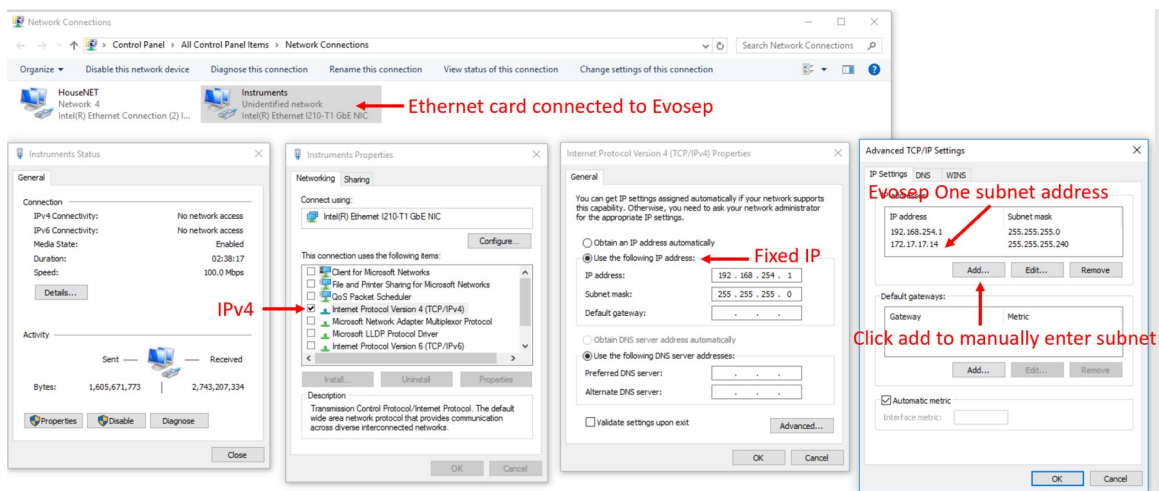 Network Connections
Control Panel > All Control Panel Items > Network Connections
Search Network Connections
Organize Disable this network device Diagnose this connection Rename this connection View status of this connection Change settings of this connection
HouseNET
Network 4
Intel(R) Ethernet Connection (2) I...
Instruments
Unidentified network
Intel(R) Ethernet I210-T1 GbE NIC
Ethernet card connected to Evosep
Instruments Status
General
Connection
IPv4 Connectivity: No network access
IPv6 Connectivity: No network access
Media State: Enabled
Duration: 02:38:17
Speed: 100.0 Mbps
Details...
Activity
Sent Received
Bytes: 1,605,671,773 2,743,207,334
Properties Disable Diagnose
Close
Instruments Properties
Networking Sharing
Connect using:
Intel(R) Ethernet I210-T1 GbE NIC
Configure...
This connection uses the following items:
Client for Microsoft Networks
File and Printer Sharing for Microsoft Networks
QoS Packet Scheduler
IPv4
Internet Protocol Version 4 (TCP/IPv4)
Microsoft Network Adapter Multiplexor Protocol
Microsoft LLDP Protocol Driver
Internet Protocol Version 6 (TCP/IPv6)
Install... Uninstall Properties
Description
Transmission Control Protocol/Internet Protocol. The default
wide area network protocol that provides communication
across diverse interconnected networks.
OK Cancel
Internet Protocol Version 4 (TCP/IPv4) Properties
General
You can get IP settings assigned automatically if your network supports
this capability. Otherwise, you need to ask your network administrator
for the appropriate IP settings.
Obtain an IP address automatically
Use the following IP address:
Fixed IP
IP address: 192 . 168 . 254 . 1
Subnet mask: 255 . 255 . 255 . 0
Default gateway: . . .
Obtain DNS server address automatically
Use the following DNS server addresses:
Preferred DNS server: . . .
Alternate DNS server: . . .
Validate settings upon exit
Advanced...
OK Cancel
Advanced TCP/IP Settings
IP Settings DNS WINS
Evosep One subnet address
IP addresses
IP address Subnet mask
192.168.254.1 255.255.255.0
172.17.17.14 255.255.255.240
Add... Edit... Remove
Default gateways:
Gateway Metric
Click add to manually enter subnet
Add... Edit... Remove
Automatic metric
Interface metric:
OK Cancel